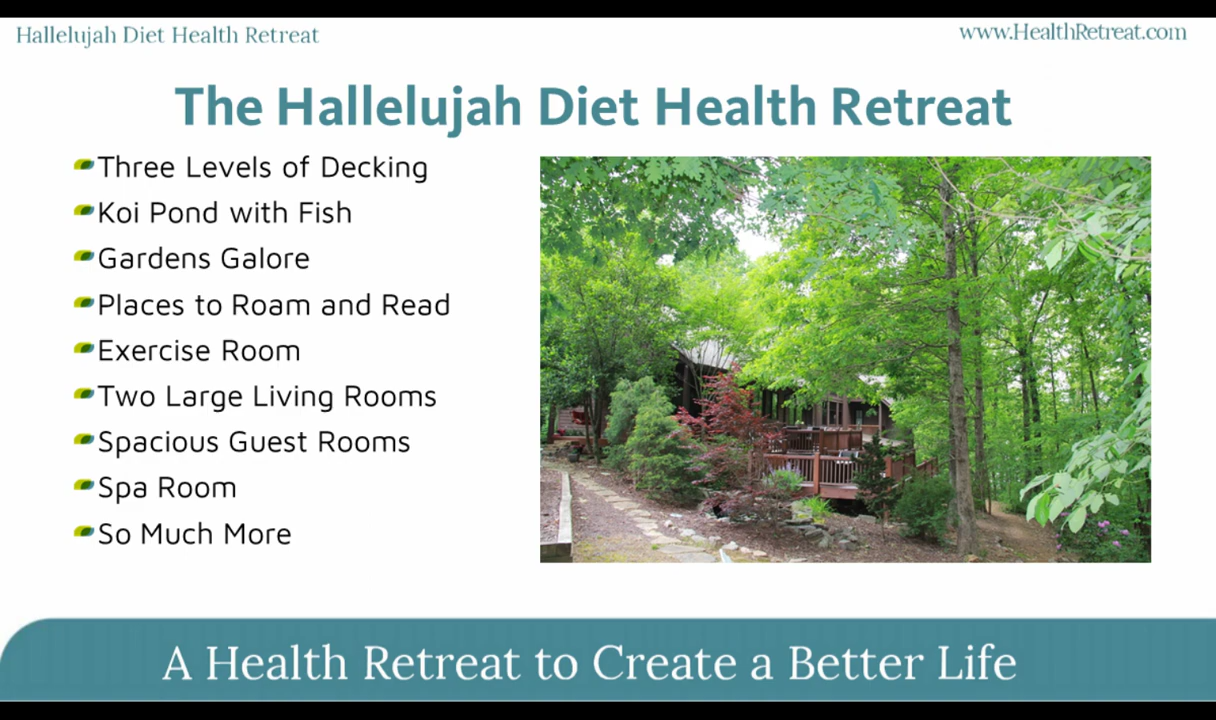 Hallelujah Diet Health Retreat
www.HealthRetreat.com
The Hallelujah Diet Health Retreat
Three Levels of Decking
Koi Pond with Fish
Gardens Galore
Places to Roam and Read
Exercise Room
Two Large Living Rooms
Spacious Guest Rooms
Spa Room
So Much More
A Health Retreat to Create a Better Life